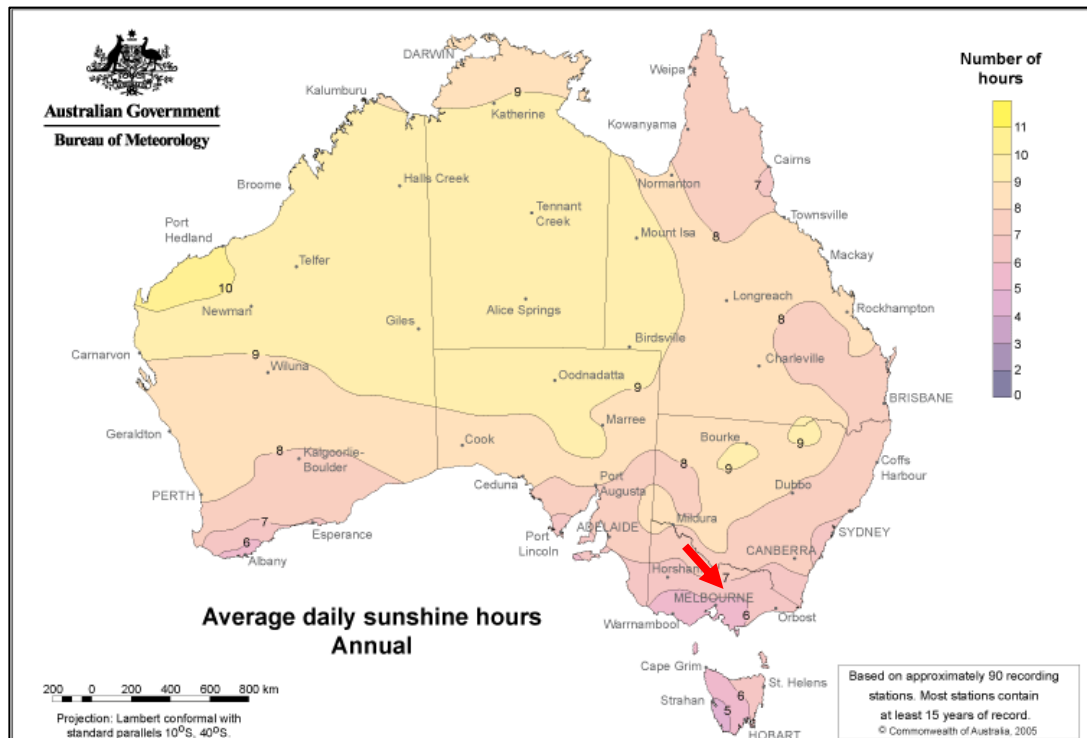 Australian Government
Bureau of Meteorology
DARWIN
Weipa
Kalumburu
9
Katherine
Kowanyama
Cairns
7
Broome
Halls Creek
Normanton
Tennant
Creek
Townsville
Port
Hedland
Mount Isa
8
Mackay
Telfer
10
Newman
Alice Springs
Longreach
Rockhampton
Giles
8
Birdsville
Carnarvon
9
Wiluna
Charleville
Oodnadatta
9
BRISBANE
Marree
Geraldton
8
Kalgoorlie-
Boulder
Cook
Bourke
9
9
Coffs
Harbour
Ceduna
Port
Augusta
8
Dubbo
PERTH
7
Esperance
ADELAIDE
Mildura
SYDNEY
Port
Lincoln
6
Albany
CANBERRA
Horsham
7
MELBOURNE
6
Orbost
Warrnambool
Cape Grim
St. Helens
6
Strahan
5
HOBART
Number of
hours
11
10
9
8
7
6
5
4
3
2
0
Average daily sunshine hours
Annual
200 0 200 400 600 800 km
Projection: Lambert conformal with
standard parallels 10°S, 40°S.
Based on approximately 90 recording
stations. Most stations contain
at least 15 years of record.
© Commonwealth of Australia, 2005